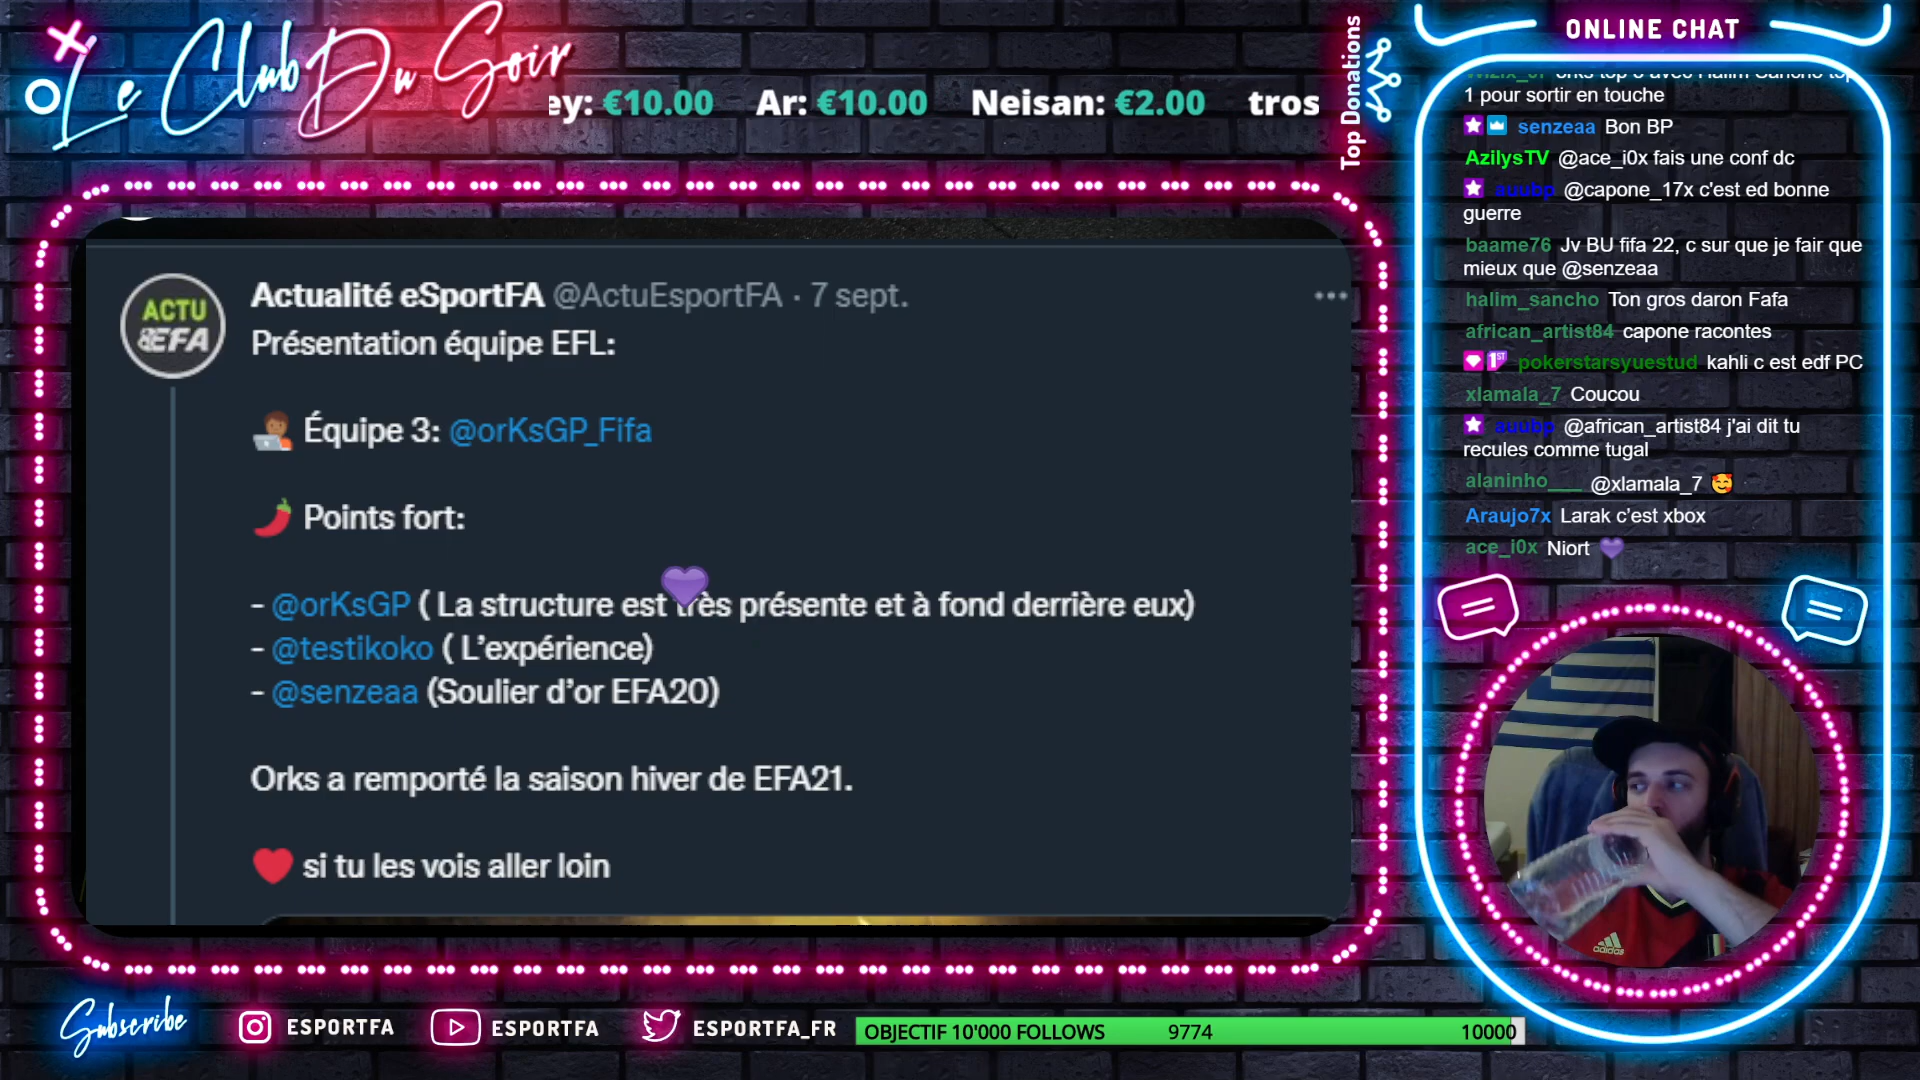 Le Club Du Soir
ey: €10.00 Ar: €10.00 Neisan: €2.00 tros
Top Donations
ONLINE CHAT
1 pour sortir en touche
senzeaa Bon BP
AzilysTV @ace_i0x fais une conf dc
auubp @capone_17x c'est ed bonne
guerre
baame76 Jv BU fifa 22, c sur que je fair que
mieux que @senzeaa
halim_sancho Ton gros daron Fafa
african_artist84 capone racontes
1ST pokerstarsyuestud kahli c est edf PC
xlamala_7 Coucou
auubp @african_artist84 j'ai dit tu
recules comme tugal
alaninho___ @xlamala_7 🥰
Araujo7x Larak c'est xbox
ace_i0x Niort 💜
ACTU
EFA
Actualité eSportFA @ActuEsportFA · 7 sept.
Présentation équipe EFL:
Équipe 3: @orKsGP_Fifa
🌶️ Points fort:
- @orKsGP ( La structure est très présente et à fond derrière eux)
- @testikoko ( L’expérience)
- @senzeaa (Soulier d’or EFA20)
Orks a remporté la saison hiver de EFA21.
❤️ si tu les vois aller loin
adidas
Subscribe
ESPORTFA
ESPORTFA
ESPORTFA_FR
OBJECTIF 10'000 FOLLOWS 9774 10000